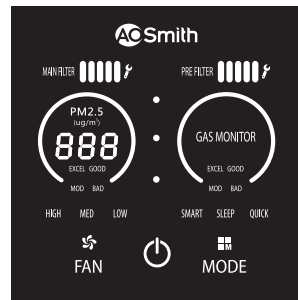 AO Smith
MAIN FILTER
PRE FILTER
PM2.5
(ug/m³)
888
EXCEL GOOD
MOD BAD
GAS MONITOR
EXCEL GOOD
MOD BAD
HIGH MED LOW
SMART SLEEP QUICK
FAN
M
MODE